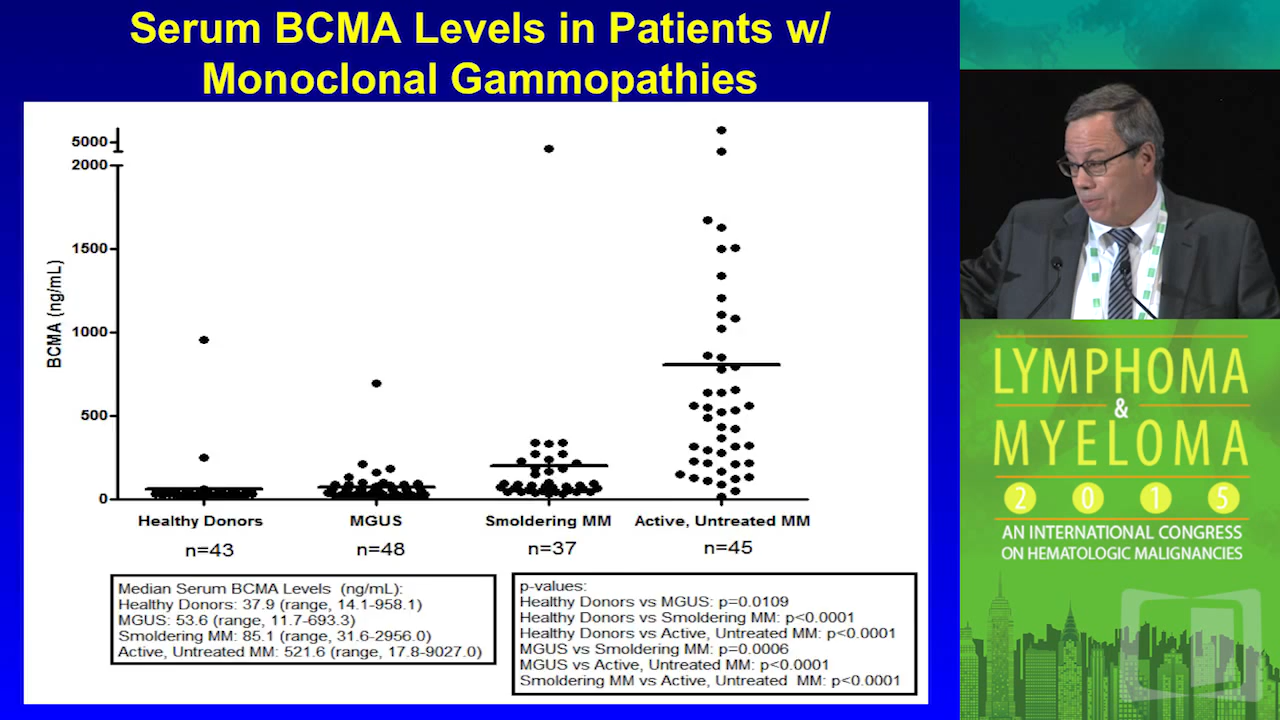 Serum BCMA Levels in Patients w/
Monoclonal Gammopathies
5000
2000
1500
1000
500
0
BCMA (ng/mL)
Healthy Donors
MGUS
Smoldering MM
Active, Untreated MM
n=43
n=48
n=37
n=45
Median Serum BCMA Levels (ng/mL):
Healthy Donors: 37.9 (range, 14.1-958.1)
MGUS: 53.6 (range, 11.7-693.3)
Smoldering MM: 85.1 (range, 31.6-2956.0)
Active, Untreated MM: 521.6 (range, 17.8-9027.0)
p-values:
Healthy Donors vs MGUS: p=0.0109
Healthy Donors vs Smoldering MM: p<0.0001
Healthy Donors vs Active, Untreated MM: p<0.0001
MGUS vs Smoldering MM: p=0.0006
MGUS vs Active, Untreated MM: p<0.0001
Smoldering MM vs Active, Untreated MM: p<0.0001
LYMPHOMA
&
MYELOMA
2015
AN INTERNATIONAL CONGRESS
ON HEMATOLOGIC MALIGNANCIES